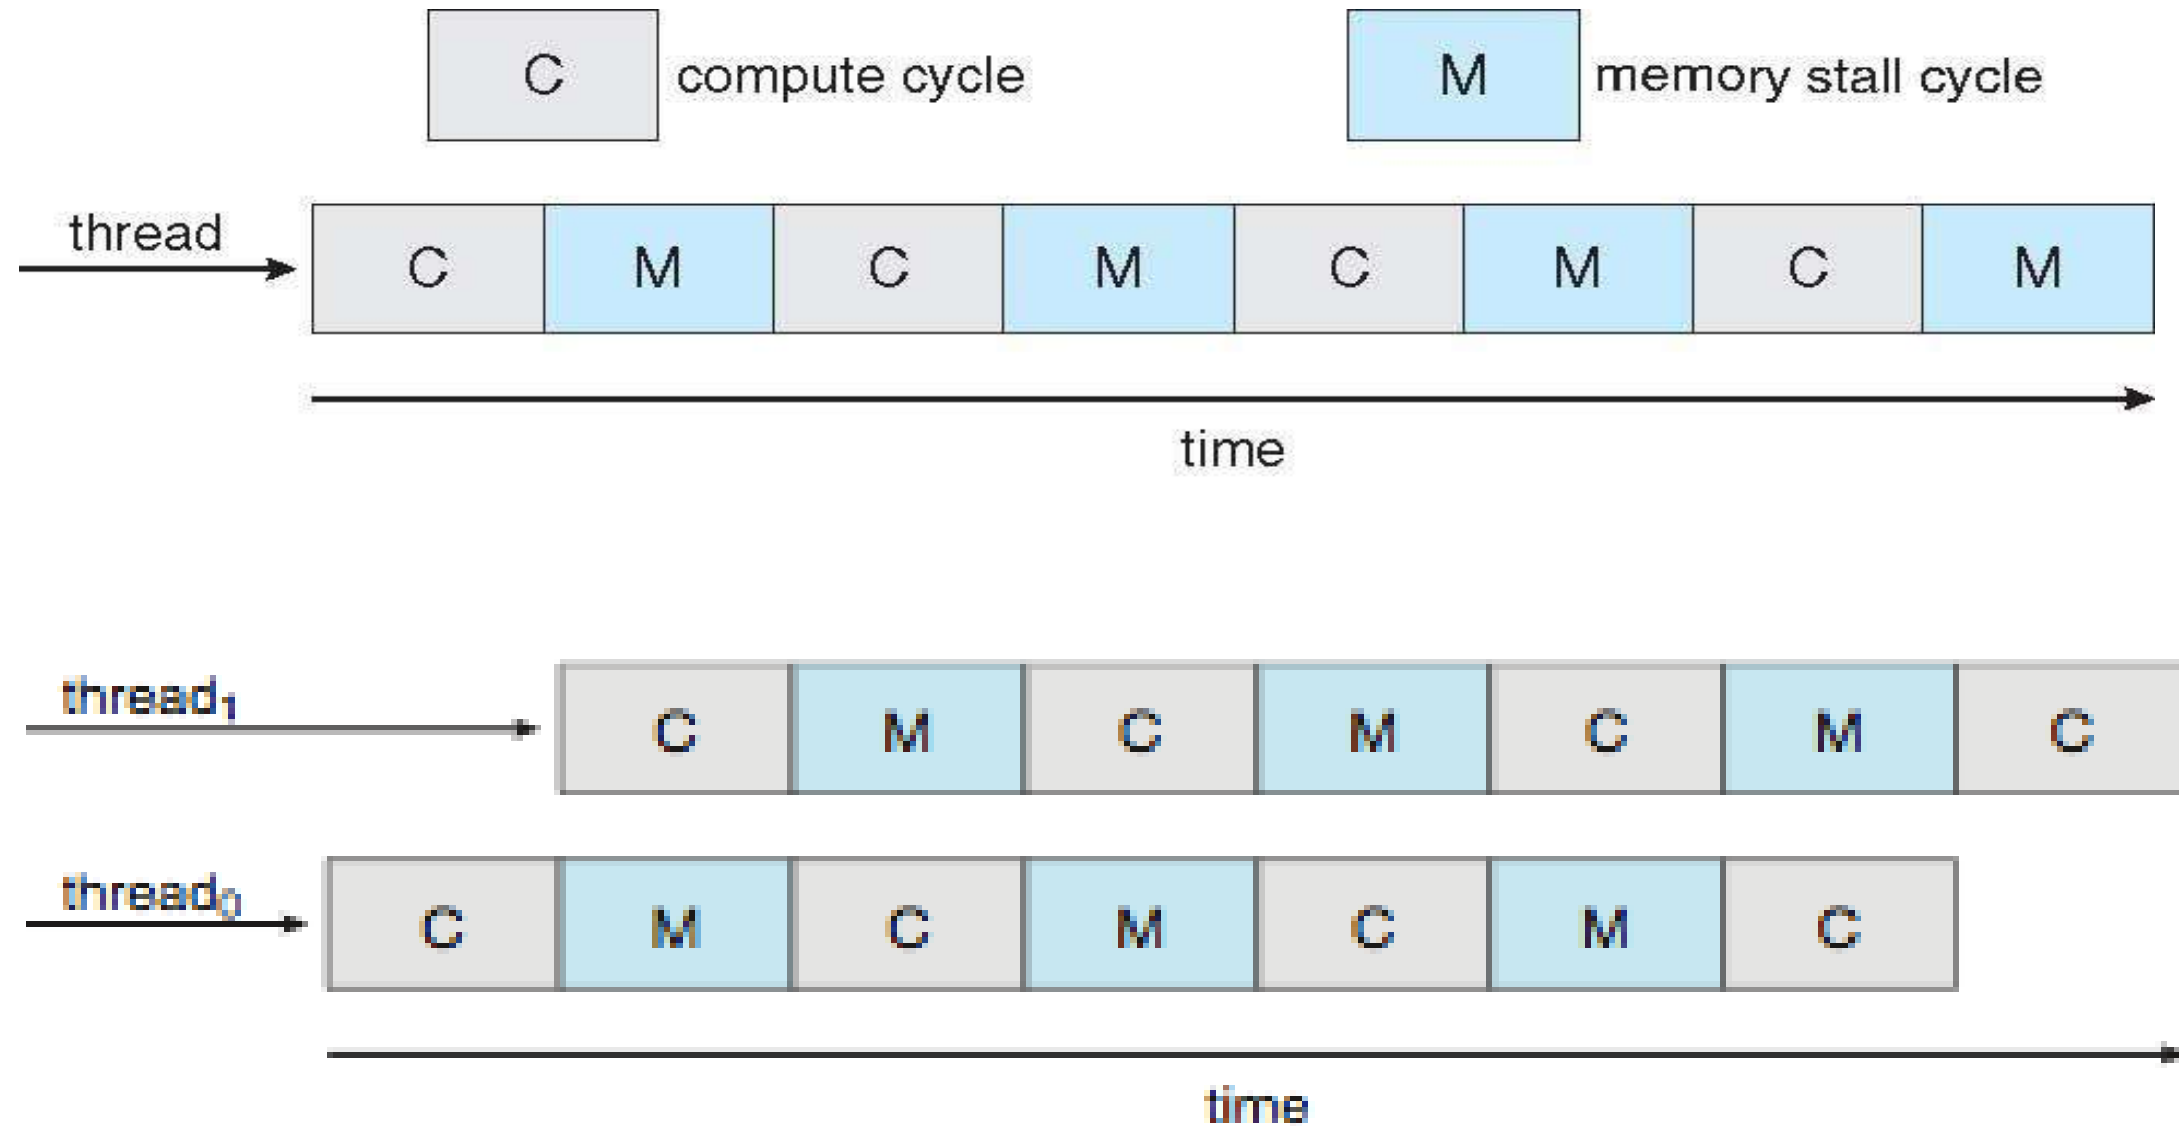 C compute cycle M memory stall cycle
thread
C M C M C M C M
time
thread1
C M C M C M C
thread0
C M C M C M C
time